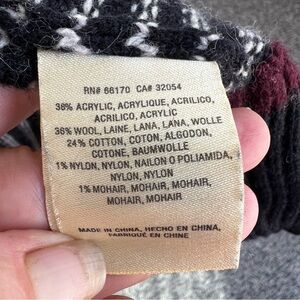 RN# 66170 CA# 32054
36% ACRYLIC, ACRYLIQUE, ACRILICO,
ACRILICO, ACRYLIC
36% WOOL, LAINE, LANA, LANA, WOLLE
24% COTTON, COTON, ALGODON,
COTONE, BAUMWOLLE
1% NYLON, NYLON, NAILON O POLIAMIDA,
NYLON, NYLON
1% MOHAIR, MOHAIR, MOHAIR,
MOHAIR, MOHAIR
MADE IN CHINA, HECHO EN CHINA,
FABRIQUÉ EN CHINE